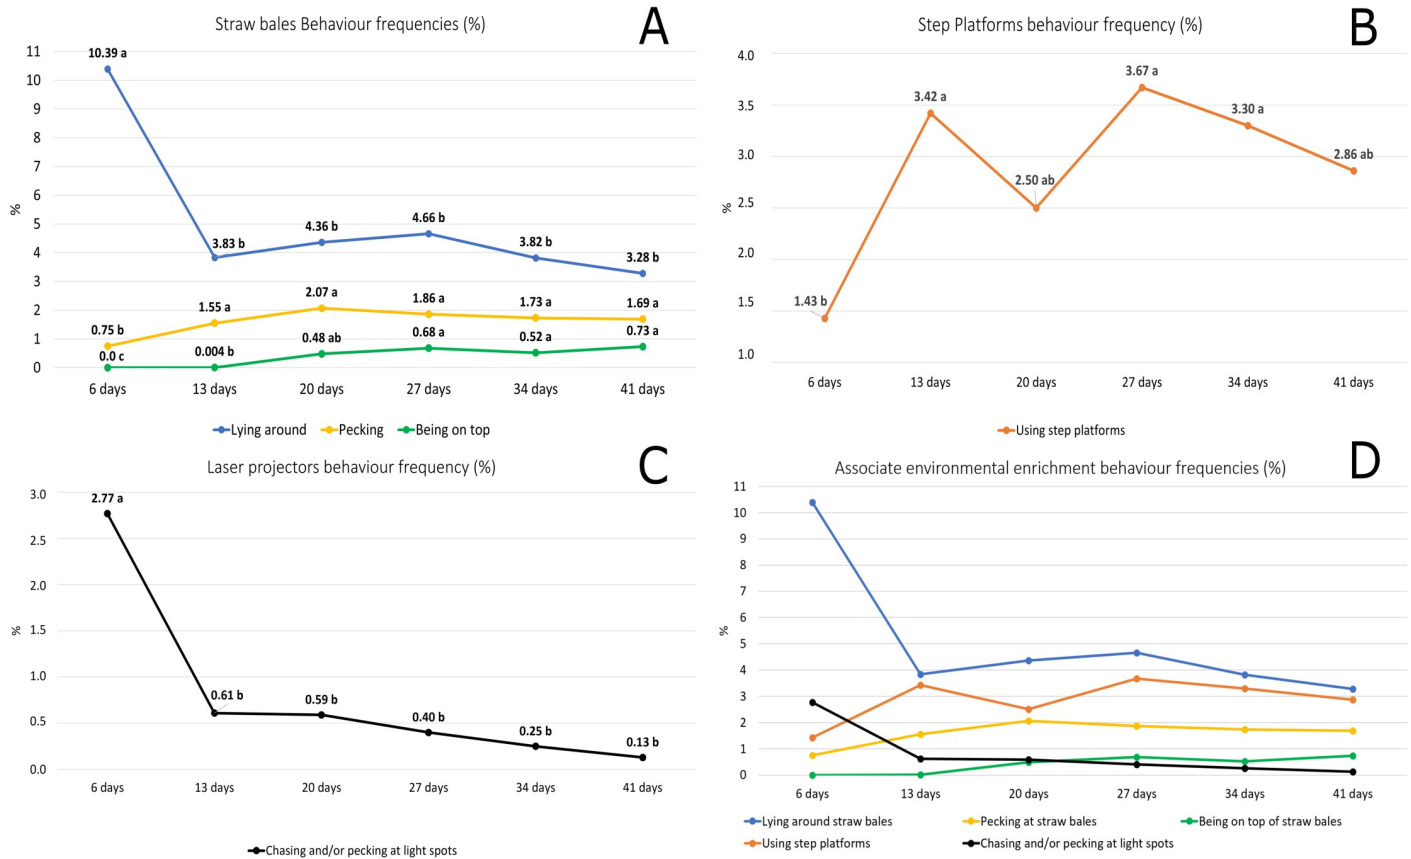 Straw bales Behaviour frequencies (%)
A
11
10
9
8
7
6
5
4
3
2
1
0
%
10.39 a
3.83 b
4.36 b
4.66 b
3.82 b
3.28 b
0.75 b
1.55 a
2.07 a
1.86 a
1.73 a
1.69 a
0.0 c
0.004 b
0.48 ab
0.68 a
0.52 a
0.73 a
6 days
13 days
20 days
27 days
34 days
41 days
Lying around
Pecking
Being on top
Step Platforms behaviour frequency (%)
B
4.0
3.5
3.0
2.5
2.0
1.5
1.0
%
1.43 b
3.42 a
2.50 ab
3.67 a
3.30 a
2.86 ab
6 days
13 days
20 days
27 days
34 days
41 days
Using step platforms
Laser projectors behaviour frequency (%)
C
3.0
2.5
2.0
1.5
1.0
0.5
0.0
%
2.77 a
0.61 b
0.59 b
0.40 b
0.25 b
0.13 b
6 days
13 days
20 days
27 days
34 days
41 days
Chasing and/or pecking at light spots
Associate environmental enrichment behaviour frequencies (%)
D
11
10
9
8
7
6
5
4
3
2
1
0
%
6 days
13 days
20 days
27 days
34 days
41 days
Lying around straw bales
Pecking at straw bales
Being on top of straw bales
Using step platforms
Chasing and/or pecking at light spots